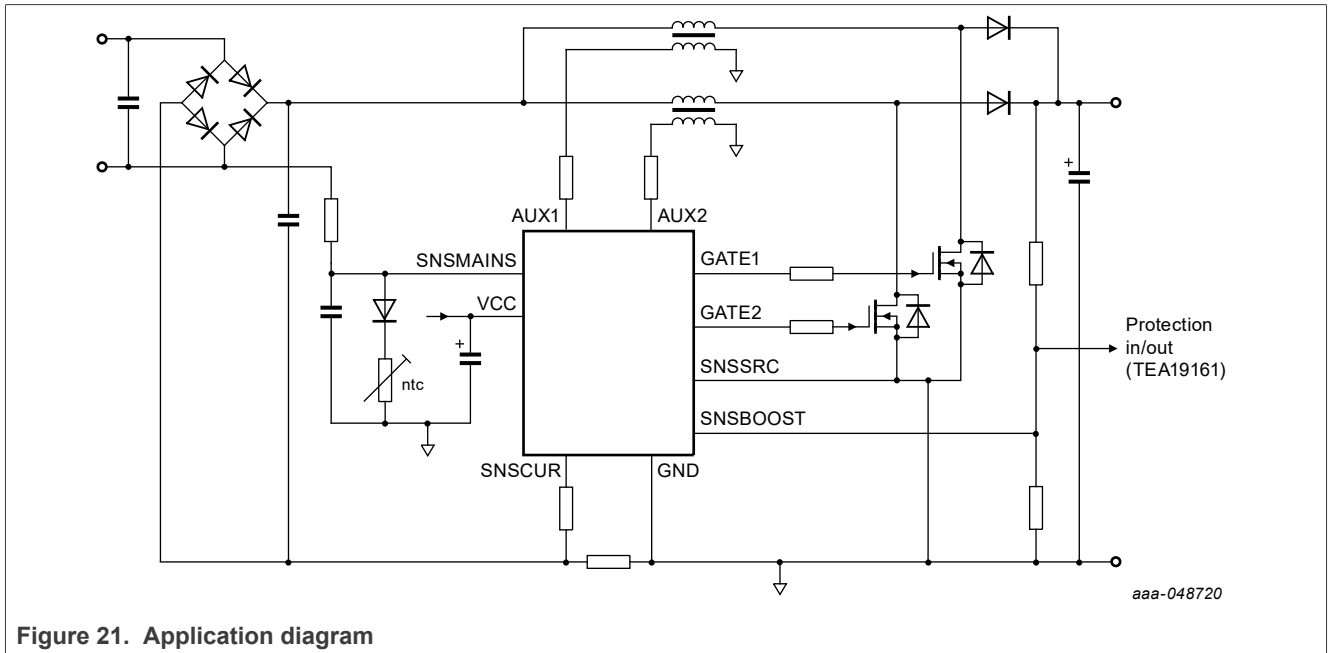 AUX1
AUX2
SNSMAINS
GATE1
VCC
GATE2
+
+
Protection
in/out
(TEA19161)
ntc
SNSSRC
SNSBOOST
SNSCUR
GND
aaa-048720
Figure 21. Application diagram